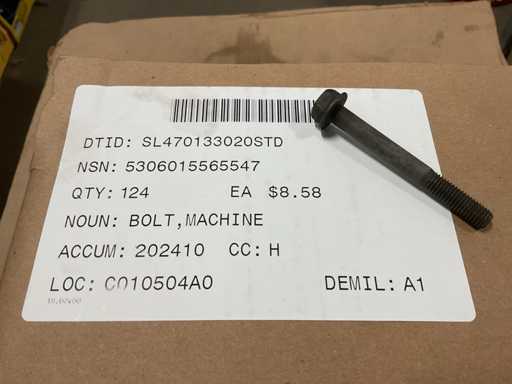 DTID: SL470133020STD
NSN: 5306015565547
QTY: 124 EA $8.58
NOUN: BOLT,MACHINE
ACCUM: 202410 CC: H
LOC: C010504A0 DEMIL: A1